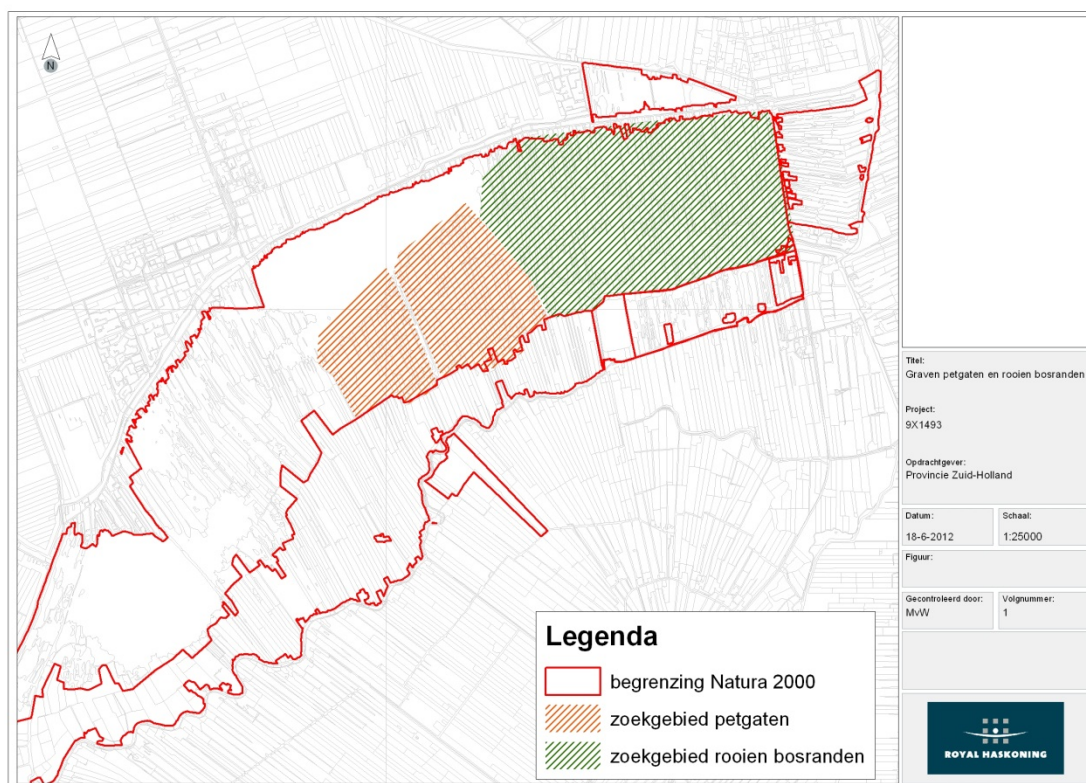 N
Titel:
Graven petgaten en rooien bosranden
Project:
9X1493
Opdrachtgever:
Provincie Zuid-Holland
Datum:
18-6-2012
Schaal:
1:25000
Figuur:
Gecontroleerd door:
MvW
Volgnummer:
1
Legenda
begrenzing Natura 2000
zoekgebied petgaten
zoekgebied rooien bosranden
ROYAL HASKONING